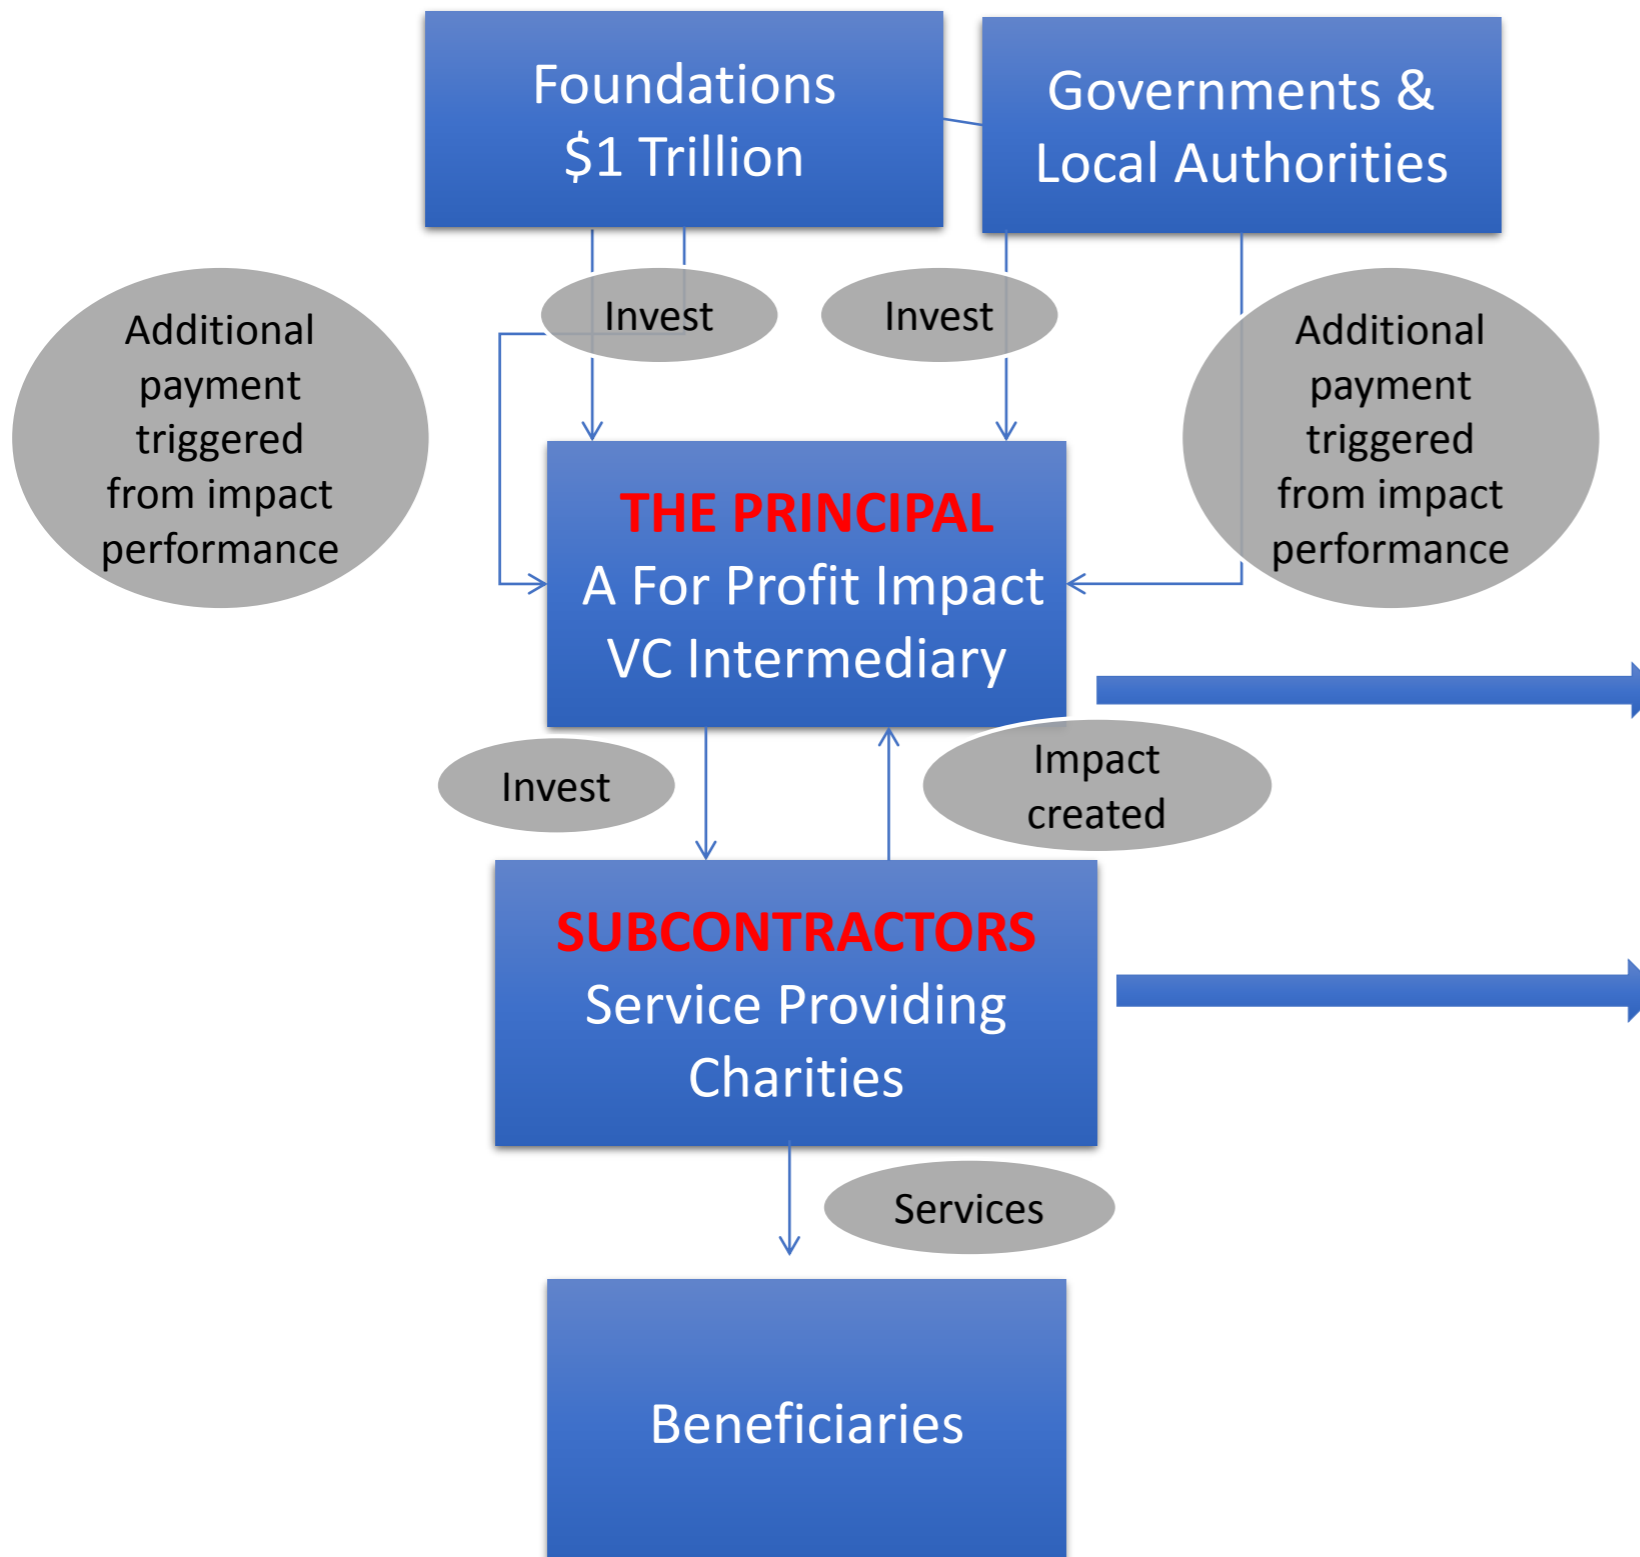 Foundations
$1 Trillion
Governments &
Local Authorities
Invest
Invest
Additional
payment
triggered
from impact
performance
Additional
payment
triggered
from impact
performance
THE PRINCIPAL
A For Profit Impact
VC Intermediary
Invest
Impact
created
SUBCONTRACTORS
Service Providing
Charities
Services
Beneficiaries